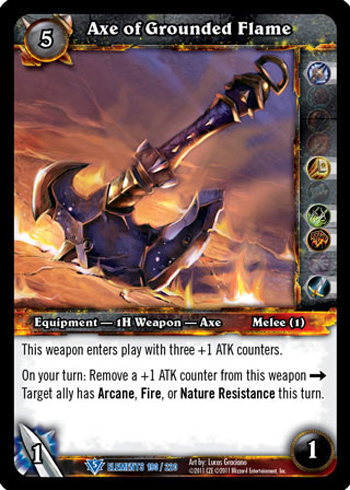 5
Axe of Grounded Flame
Equipment — 1H Weapon — Axe Melee (1)
This weapon enters play with three +1 ATK counters.
On your turn: Remove a +1 ATK counter from this weapon ➞
Target ally has Arcane, Fire, or Nature Resistance this turn.
1
ELEMENTS 190/220
Art by: Lucas Graciano
©2011 CZE ©2011 Blizzard Entertainment, Inc.
1